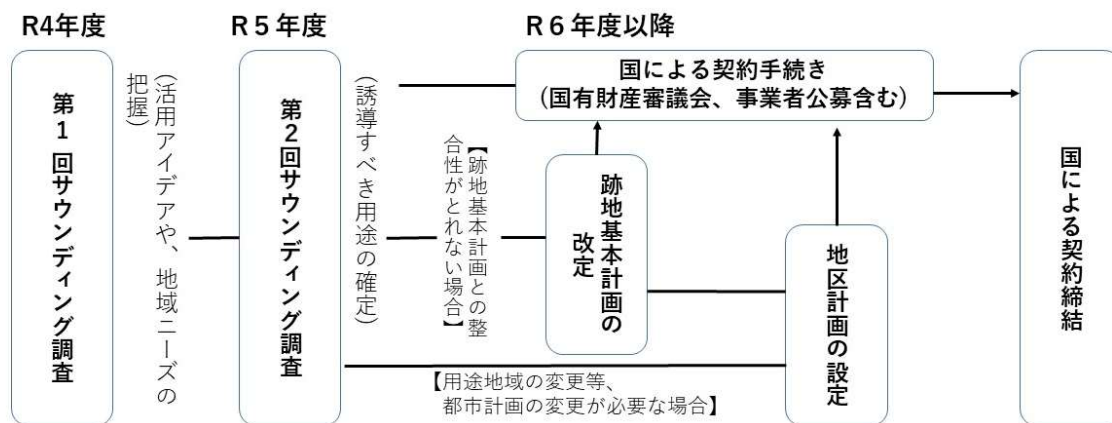 R4年度
R５年度
R６年度以降
第１回サウンディング調査
(活用アイデアや、地域ニーズの
把握)
第２回サウンディング調査
(誘導すべき用途の確定)
【跡地基本計画との整
合性がとれない場合】
国による契約手続き
(国有財産審議会、事業者公募含む)
跡地基本計画の
改定
地区計画の設定
国による契約締結
【用途地域の変更等、
都市計画の変更が必要な場合】